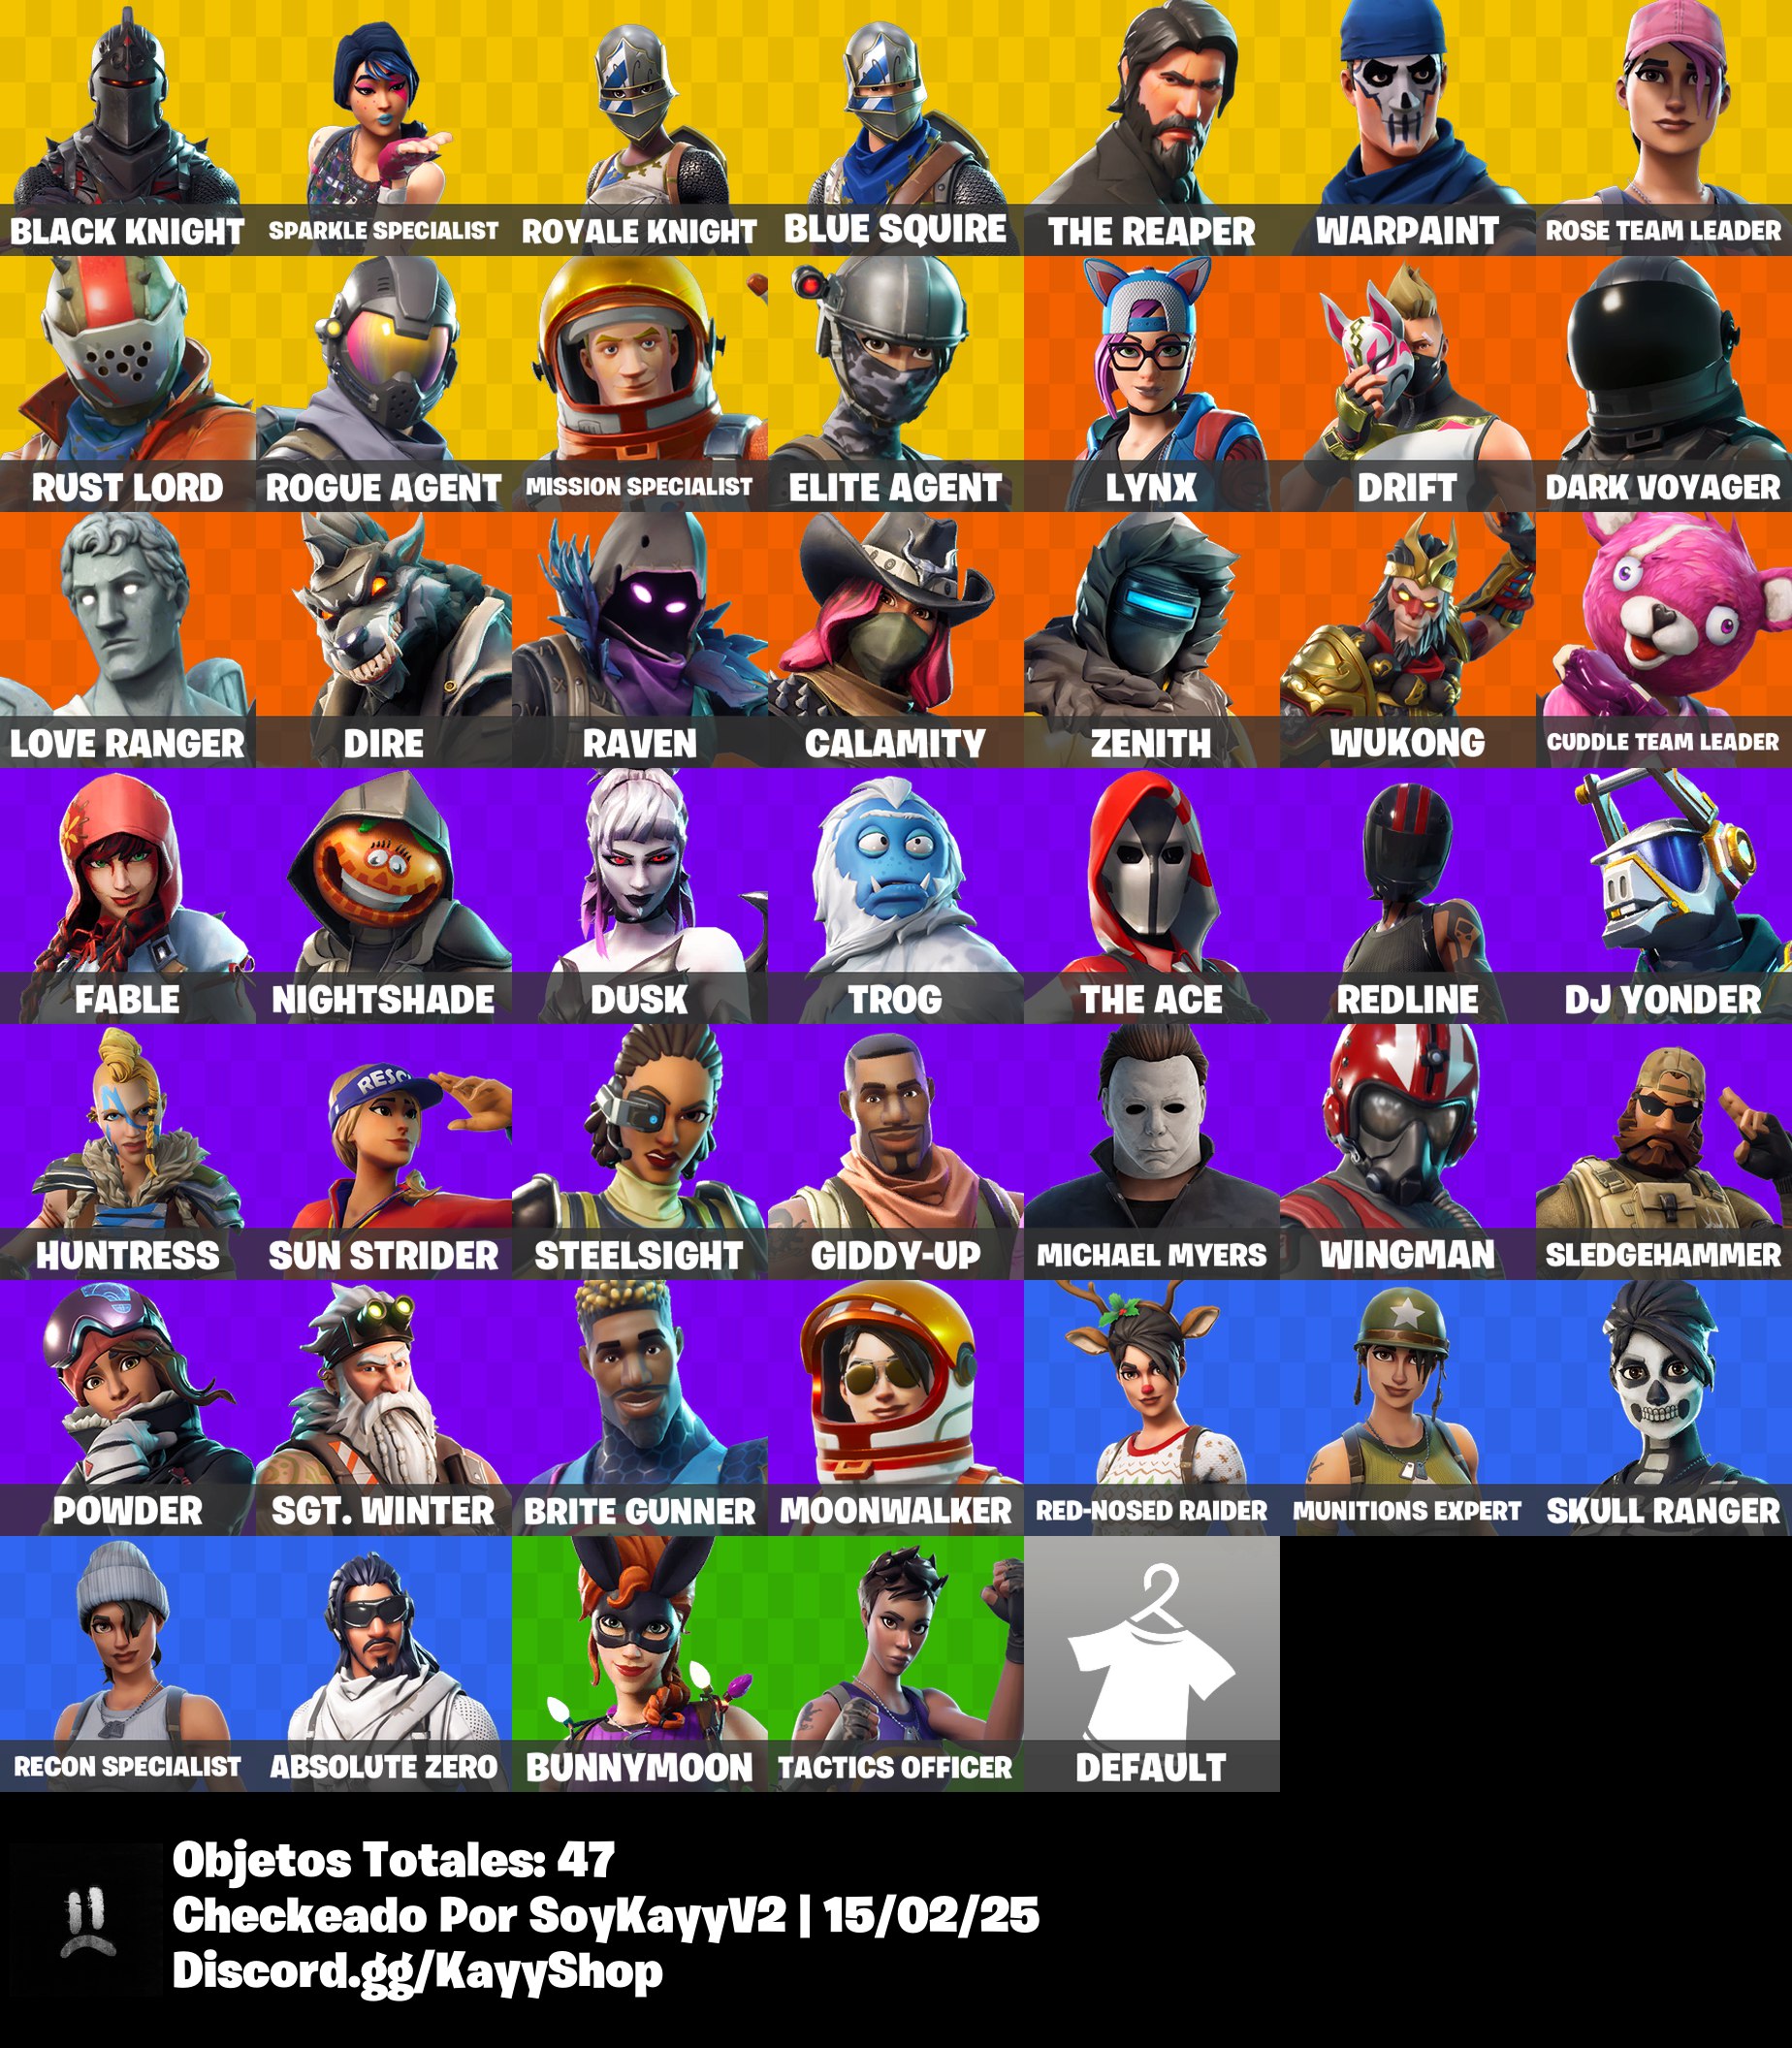 BLACK KNIGHT
SPARKLE SPECIALIST
ROYALE KNIGHT
BLUE SQUIRE
THE REAPER
WARPAINT
ROSE TEAM LEADER
RUST LORD
ROGUE AGENT
MISSION SPECIALIST
ELITE AGENT
LYNX
DRIFT
DARK VOYAGER
LOVE RANGER
DIRE
RAVEN
CALAMITY
ZENITH
WUKONG
CUDDLE TEAM LEADER
FABLE
NIGHTSHADE
DUSK
TROG
THE ACE
REDLINE
DJ YONDER
RESC
HUNTRESS
SUN STRIDER
STEELSIGHT
GIDDY-UP
MICHAEL MYERS
WINGMAN
SLEDGEHAMMER
POWDER
SGT. WINTER
BRITE GUNNER
MOONWALKER
RED-NOSED RAIDER
MUNITIONS EXPERT
SKULL RANGER
RECON SPECIALIST
ABSOLUTE ZERO
BUNNYMOON
TACTICS OFFICER
DEFAULT
Objetos Totales: 47
Checkeado Por SoyKayyV2 | 15/02/25
Discord.gg/KayyShop